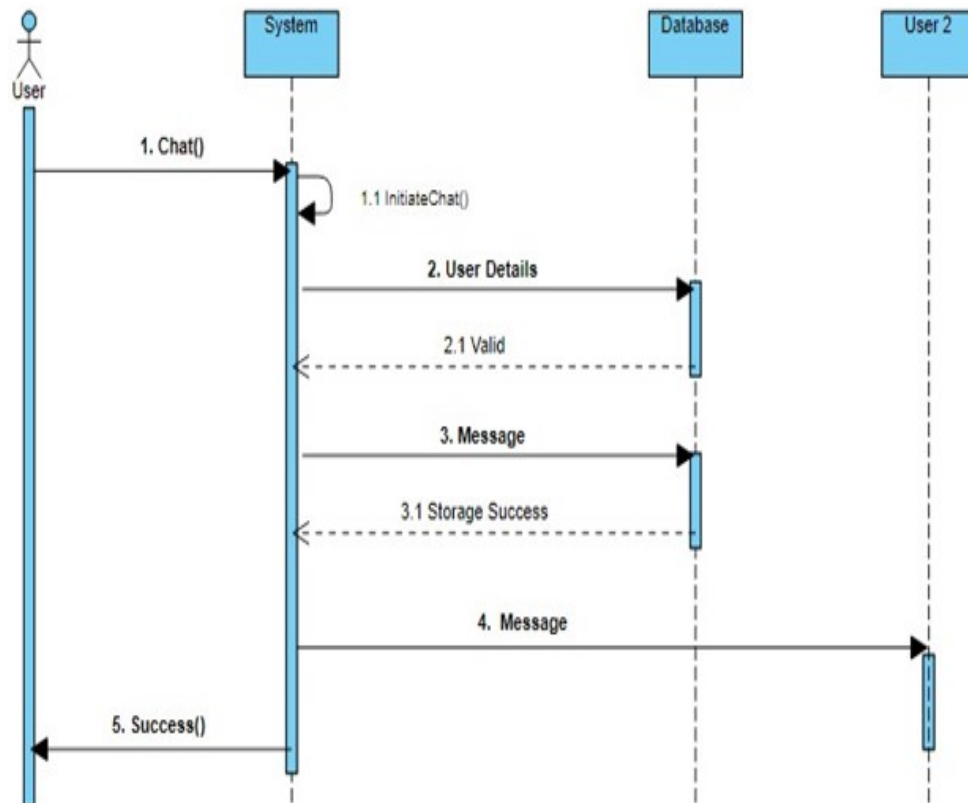 System
Database
User 2
User
1. Chat()
1.1 InitiateChat()
2. User Details
2.1 Valid
3. Message
3.1 Storage Success
4. Message
5. Success()